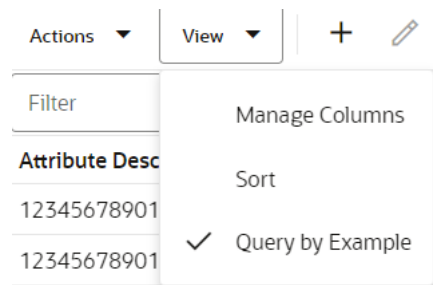 Actions View
Filter
Manage Columns
Attribute Desc
Sort
12345678901
Query by Example
12345678901